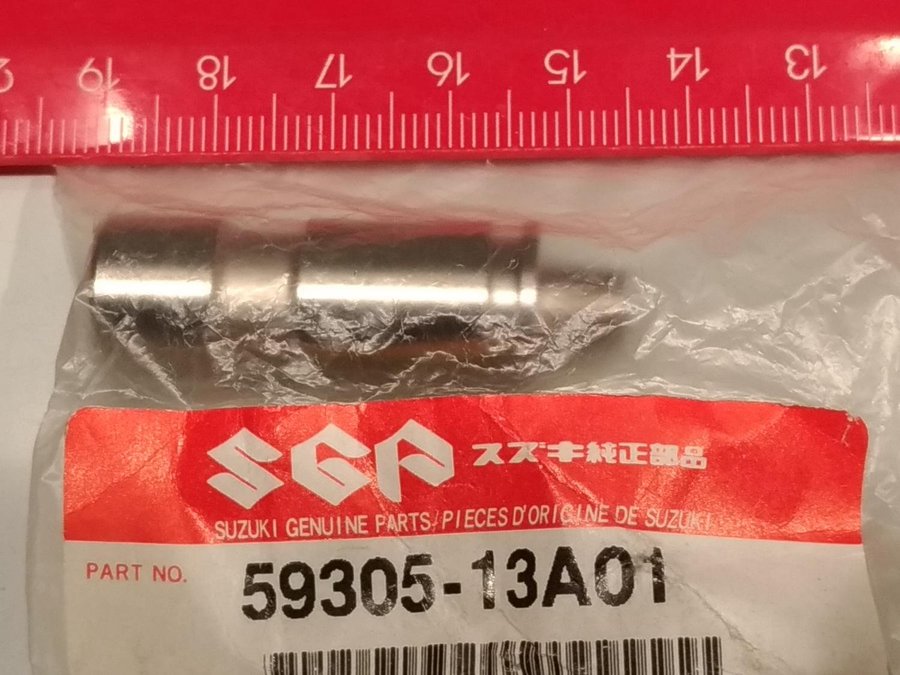 2 19 18 17 16 15 14 13
SGP スズキ純正部品
SUZUKI GENUINE PARTS/PIECES D'ORIGINE DE SUZUKI
PART NO. 59305-13A01